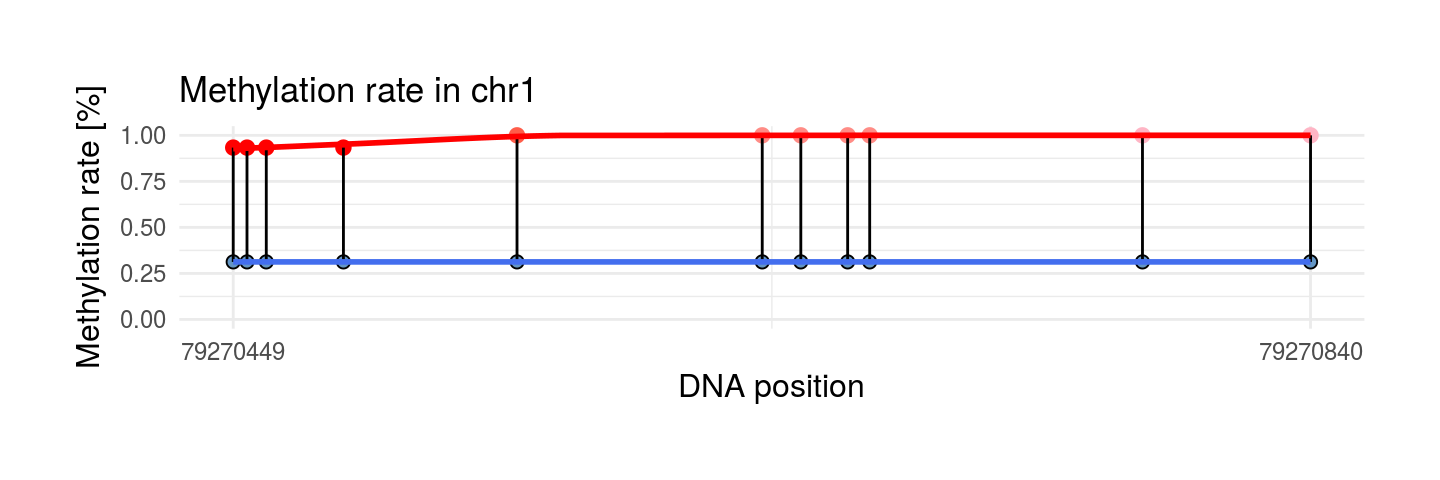 Methylation rate in chr1
Methylation rate [%]
1.00
0.75
0.50
0.25
0.00
79270449 79270840
DNA position